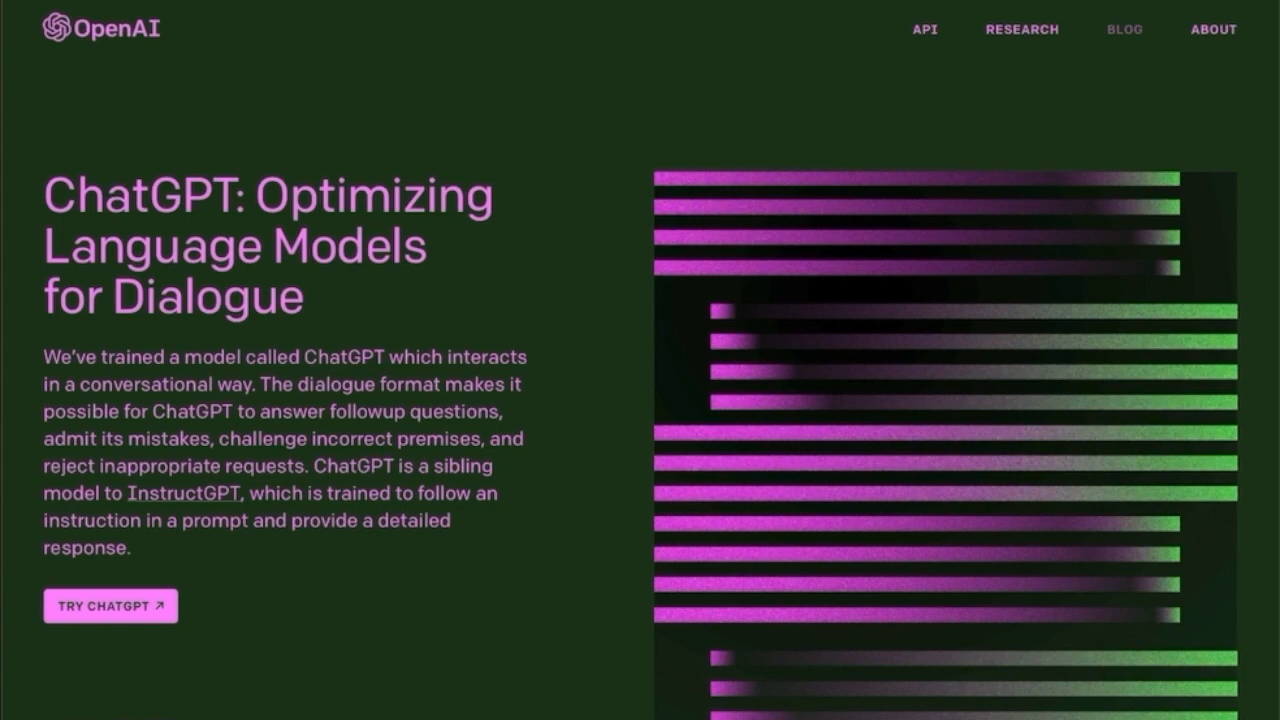 OpenAI
API RESEARCH BLOG ABOUT
ChatGPT: Optimizing
Language Models
for Dialogue
We’ve trained a model called ChatGPT which interacts
in a conversational way. The dialogue format makes it
possible for ChatGPT to answer followup questions,
admit its mistakes, challenge incorrect premises, and
reject inappropriate requests. ChatGPT is a sibling
model to InstructGPT, which is trained to follow an
instruction in a prompt and provide a detailed
response.
TRY CHATGPT ↗